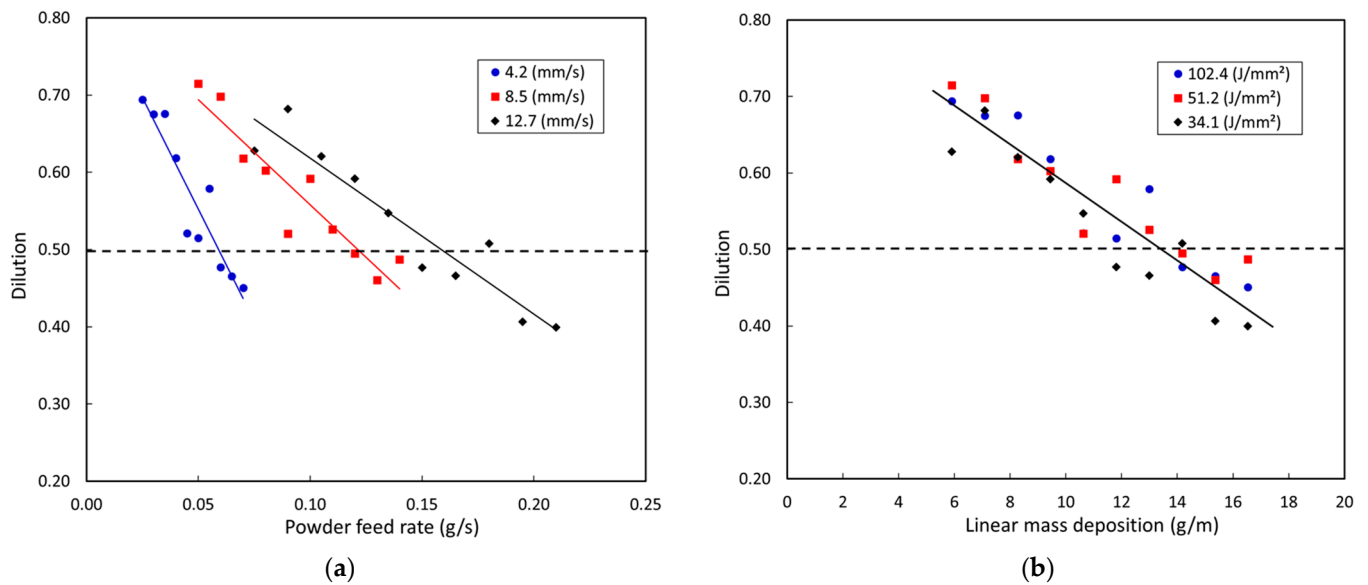 0.80
0.70
0.60
0.50
0.40
0.30
0.20
Dilution
0.00
0.05
0.10
0.15
0.20
0.25
Powder feed rate (g/s)
4.2 (mm/s)
8.5 (mm/s)
12.7 (mm/s)
(a)
0.80
0.70
0.60
0.50
0.40
0.30
0.20
Dilution
0
2
4
6
8
10
12
14
16
18
20
Linear mass deposition (g/m)
102.4 (J/mm²)
51.2 (J/mm²)
34.1 (J/mm²)
(b)